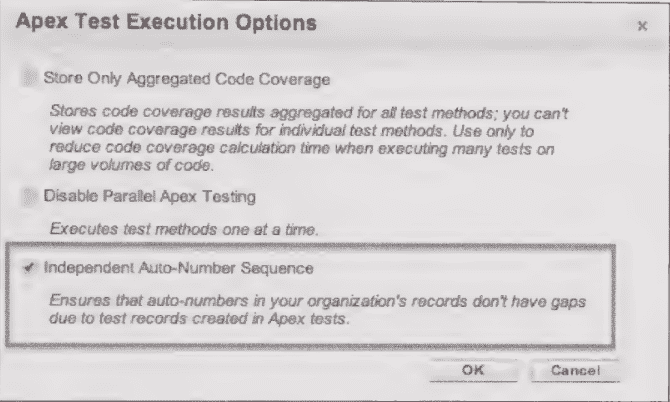 Apex Test Execution Options x
Store Only Aggregated Code Coverage
Stores code coverage results aggregated for all test methods; you can't
view code coverage results for individual test methods. Use only to
reduce code coverage calculation time when executing many tests on
large volumes of code.
Disable Parallel Apex Testing
Executes test methods one at a time.
✔ Independent Auto-Number Sequence
Ensures that auto-numbers in your organization's records don't have gaps
due to test records created in Apex tests.
OK Cancel